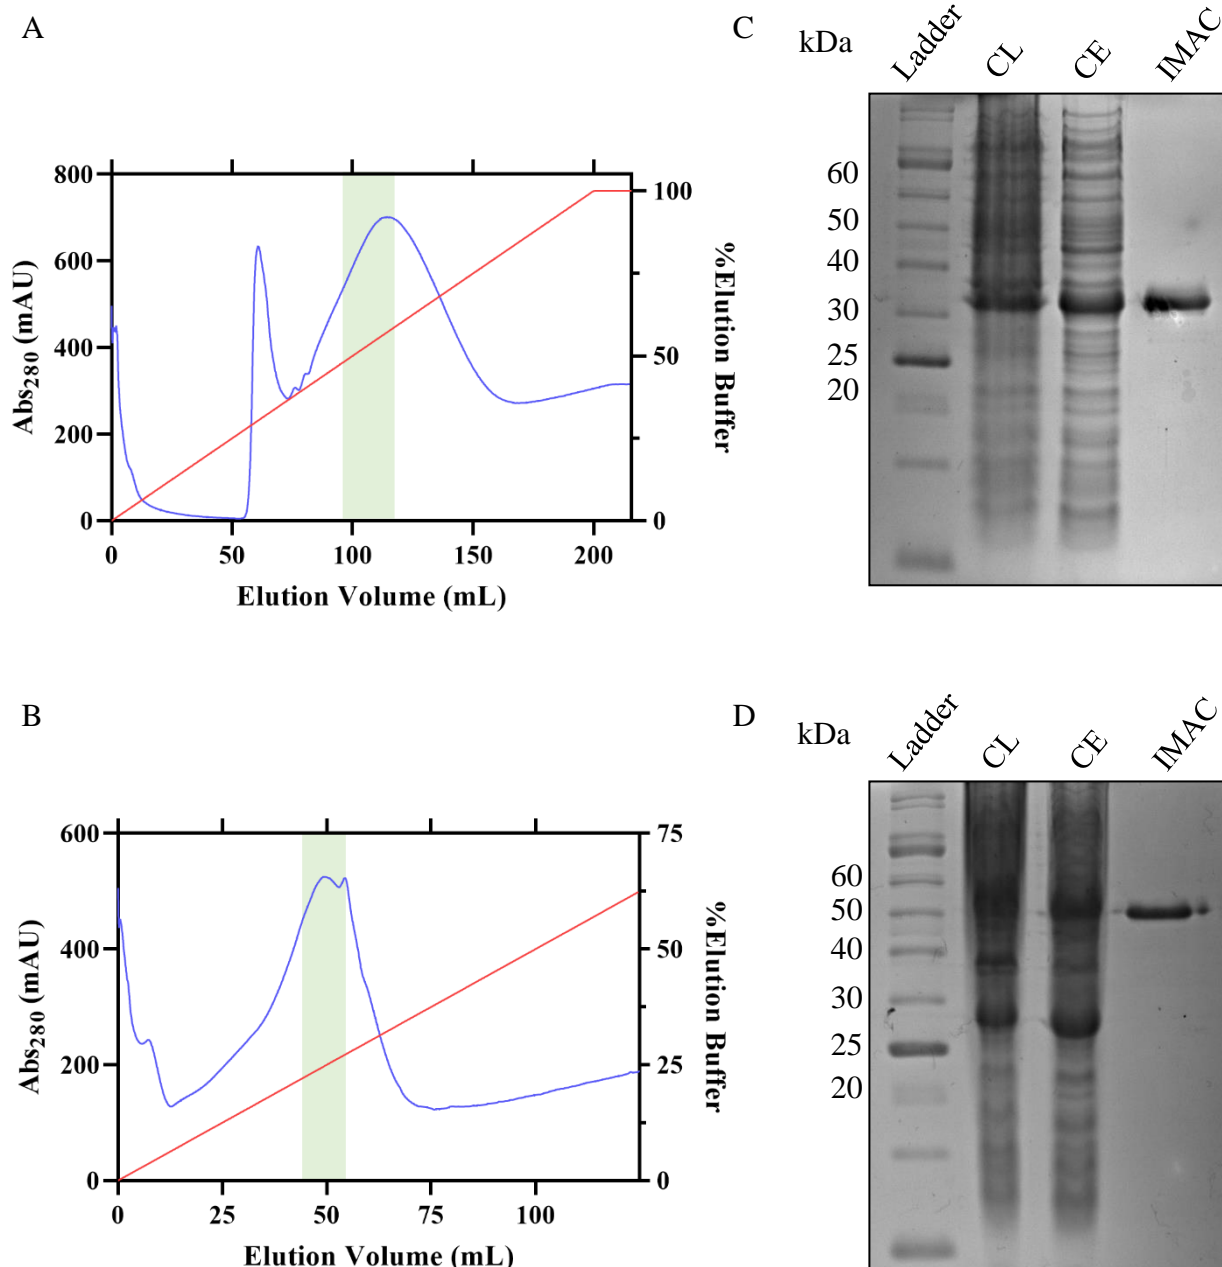 A
800
600
400
200
0
Abs280 (mAU)
100
50
0
%Elution Buffer
0 50 100 150 200
Elution Volume (mL)
C
kDa
Ladder CL CE IMAC
60
50
40
30
25
20
B
600
400
200
0
Abs280 (mAU)
75
50
25
0
%Elution Buffer
0 25 50 75 100
Elution Volume (mL)
D
kDa
Ladder CL CE IMAC
60
50
40
30
25
20